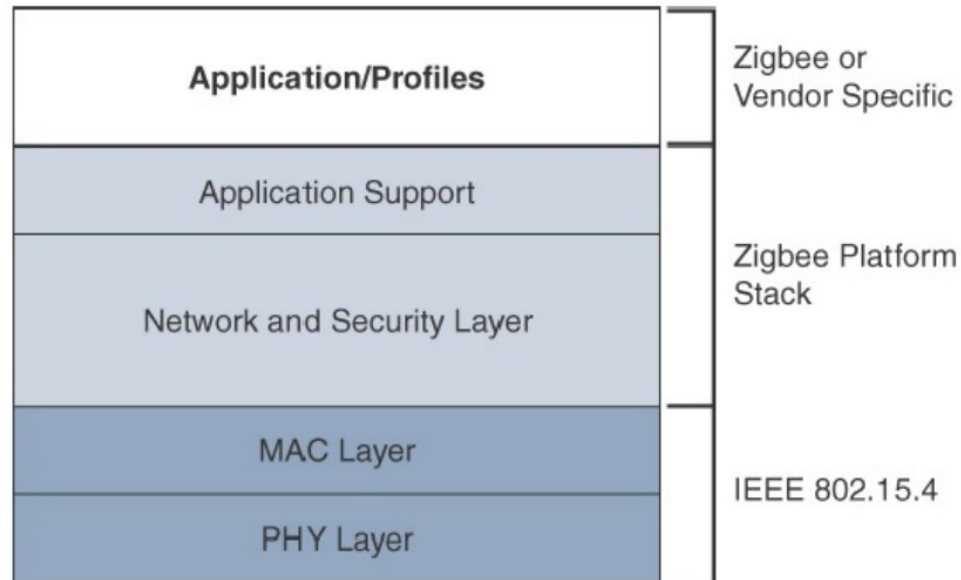 Application/Profiles
Zigbee or
Vendor Specific
Application Support
Network and Security Layer
Zigbee Platform
Stack
MAC Layer
PHY Layer
IEEE 802.15.4